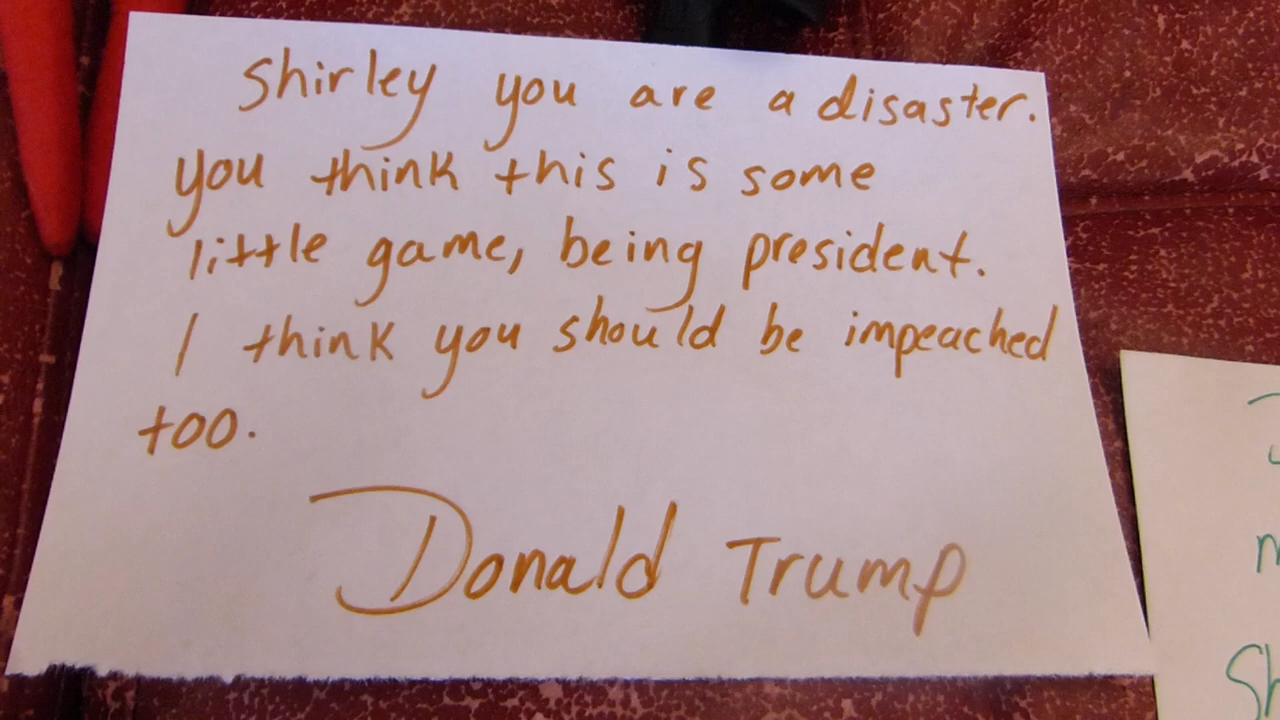 Shirley you are a disaster.
you think this is some
little game, being president.
I think you should be impeached
too.
Donald Trump
Sh